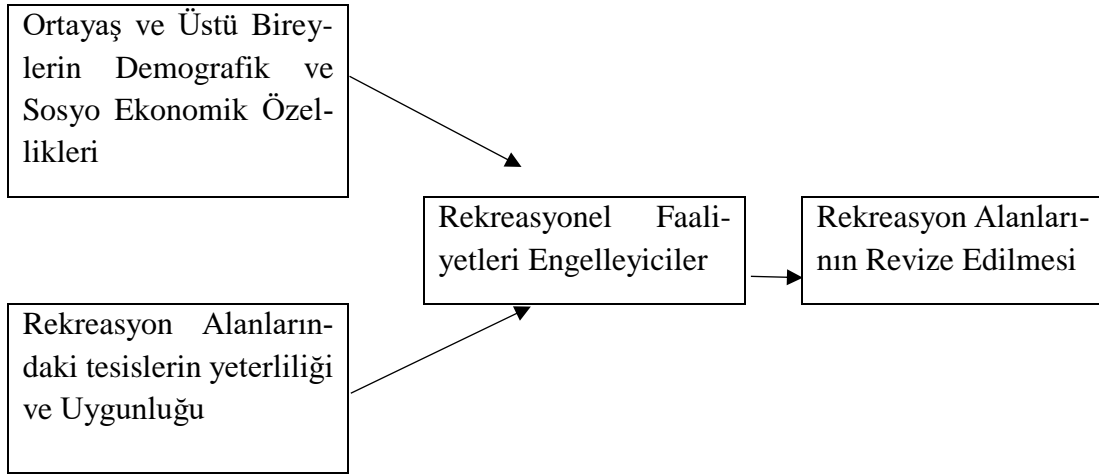 Ortayaş ve Üstü Birey-
lerin Demografik ve
Sosyo Ekonomik Özel-
likleri
Rekreasyonel Faali-
yetleri Engelleyiciler
Rekreasyon Alanları-
nın Revize Edilmesi
Rekreasyon Alanların-
daki tesislerin yeterliliği
ve Uygunluğu